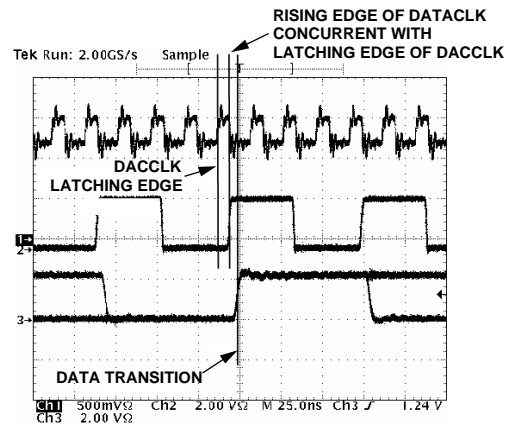 RISING EDGE OF DATACLK
CONCURRENT WITH
LATCHING EDGE OF DACCLK
Tek Run: 2.00GS/s Sample
DACCLK
LATCHING EDGE
1→
2→
3→
DATA TRANSITION
Ch1 500mVΩ Ch2 2.00 VΩ M 25.0ns Ch3 ∫ 1.24 V
Ch3 2.00 VΩ